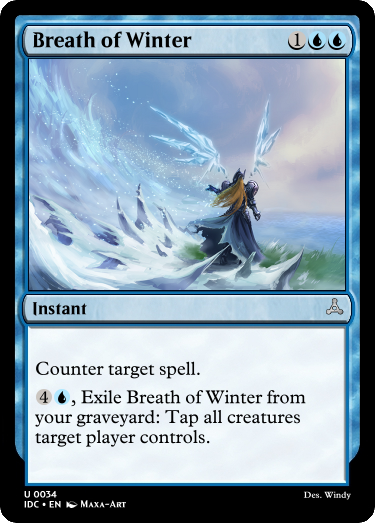 Breath of Winter 1
Instant
Counter target spell.
4, Exile Breath of Winter from
your graveyard: Tap all creatures
target player controls.
U 0034
IDC • EN Maxa-Art
Des. Windy